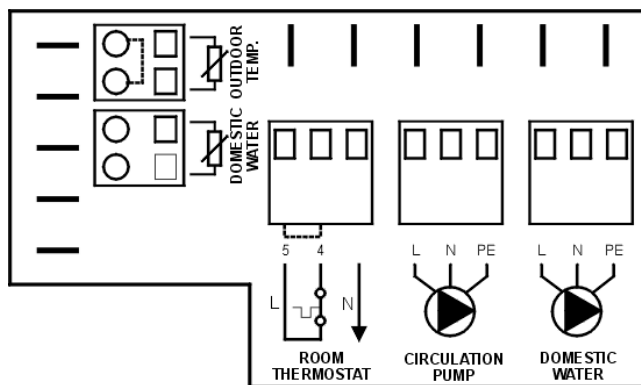 OUTDOOR
TEMP.
DOMESTIC
WATER
5 4
L N PE
L N PE
L N
ROOM
THERMOSTAT
CIRCULATION
PUMP
DOMESTIC
WATER